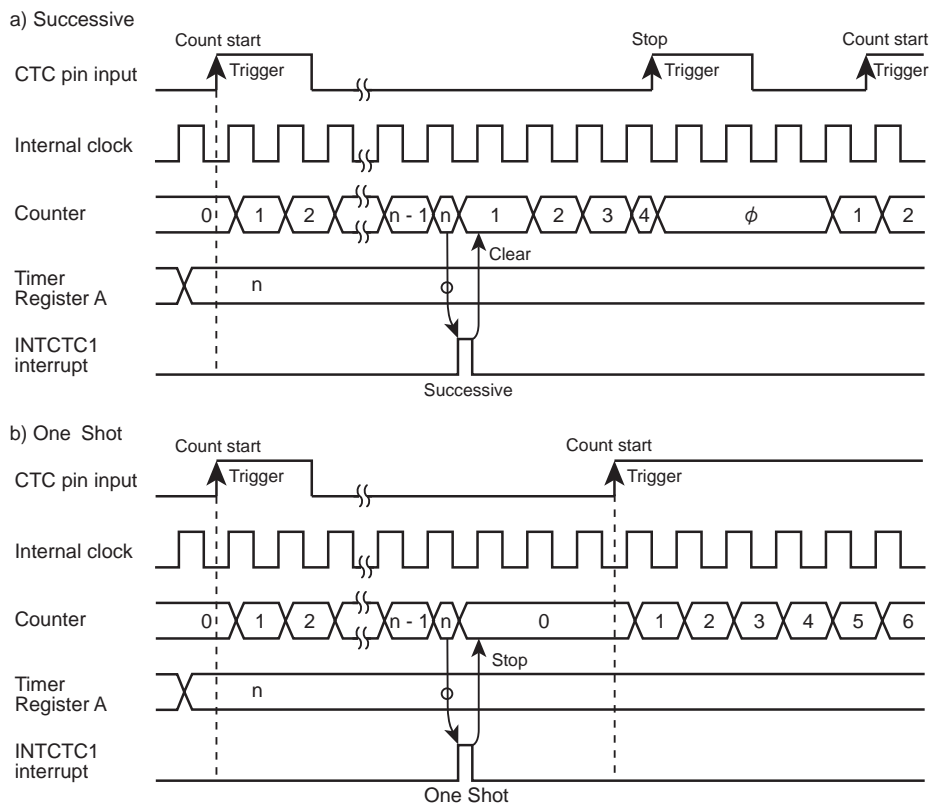 a) Successive
Count start Stop Count start
CTC pin input Trigger Trigger Trigger
Internal clock
Counter 0 1 2 n - 1 n 1 2 3 4 ϕ 1 2
Clear
Timer
Register A n
INTCTC1
interrupt
Successive
b) One Shot
Count start Count start
CTC pin input Trigger Trigger
Internal clock
Counter 0 1 2 n - 1 n 0 1 2 3 4 5 6
Stop
Timer
Register A n
INTCTC1
interrupt
One Shot